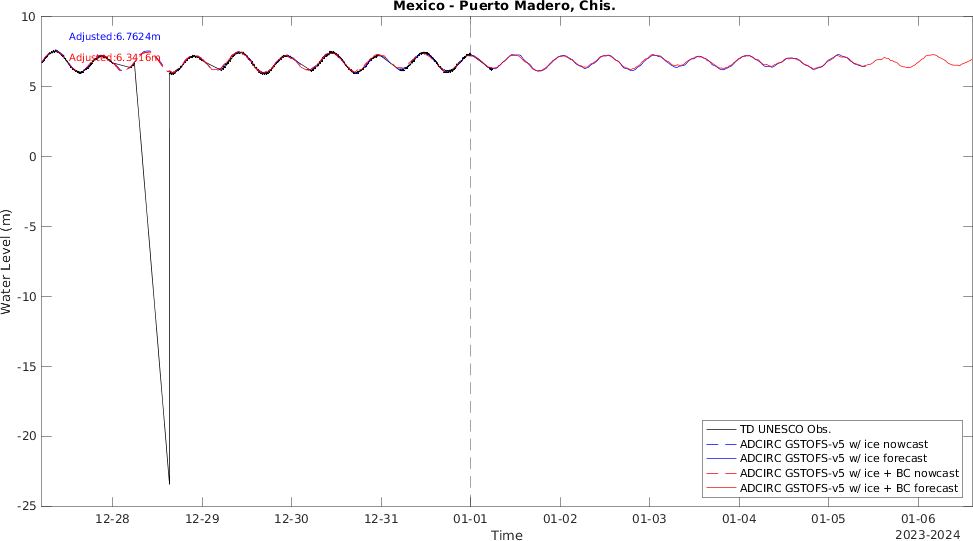 Mexico - Puerto Madero, Chis.
10
5
0
-5
-10
-15
-20
-25
Water Level (m)
Adjusted:6.7624m
Adjusted:6.3416m
TD UNESCO Obs.
ADCIRC GSTOFS-v5 w/ ice nowcast
ADCIRC GSTOFS-v5 w/ ice forecast
ADCIRC GSTOFS-v5 w/ ice + BC nowcast
ADCIRC GSTOFS-v5 w/ ice + BC forecast
12-28 12-29 12-30 12-31 01-01 01-02 01-03 01-04 01-05 01-06
Time
2023-2024